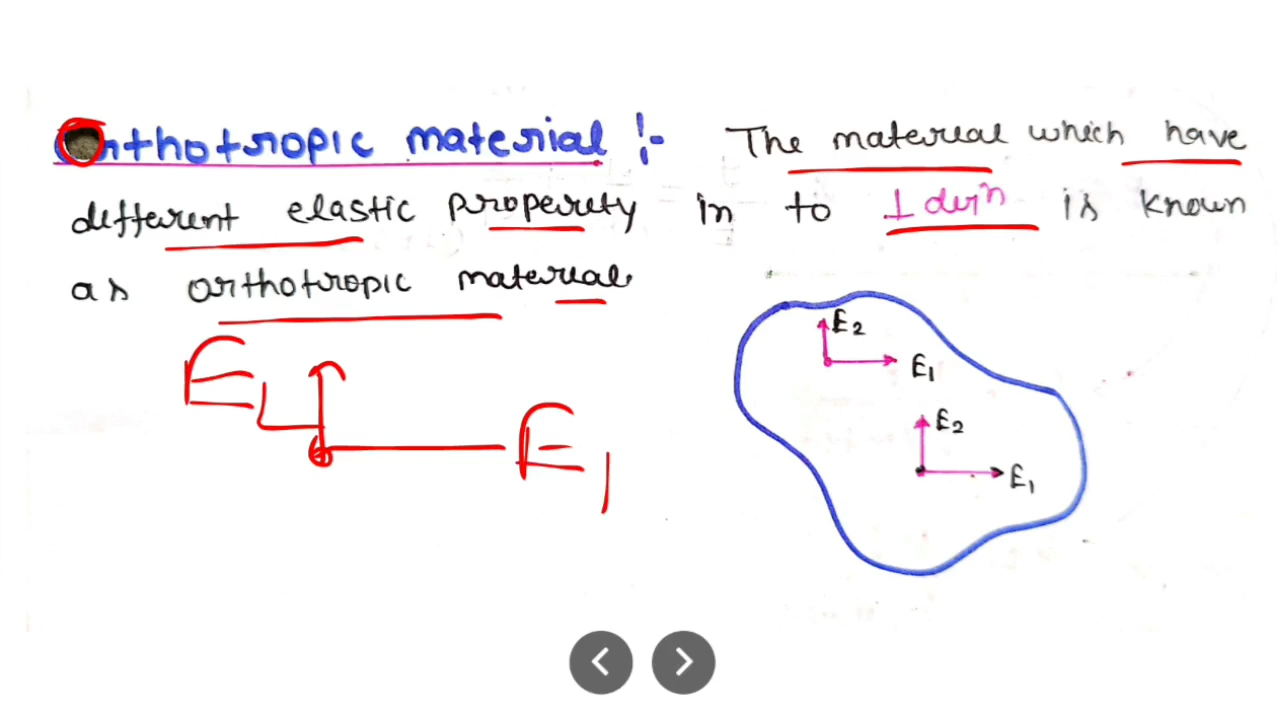 Orthotropic material :- The material which have
different elastic property in to ⊥ dirⁿ is known
as orthotropic material.
E₂
E₁
E₂
E₁
E
E₁